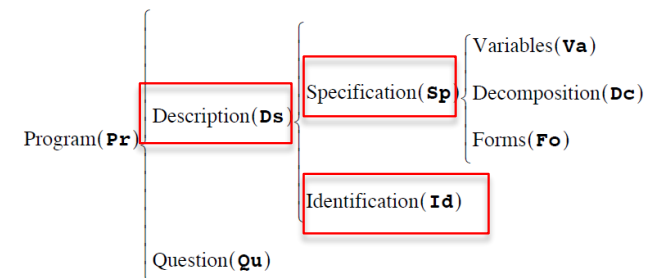 Variables(Va)
Specification(Sp)
Decomposition(Dc)
Description(Ds)
Program(Pr)
Forms(Fo)
Identification(Id)
Question(Qu)